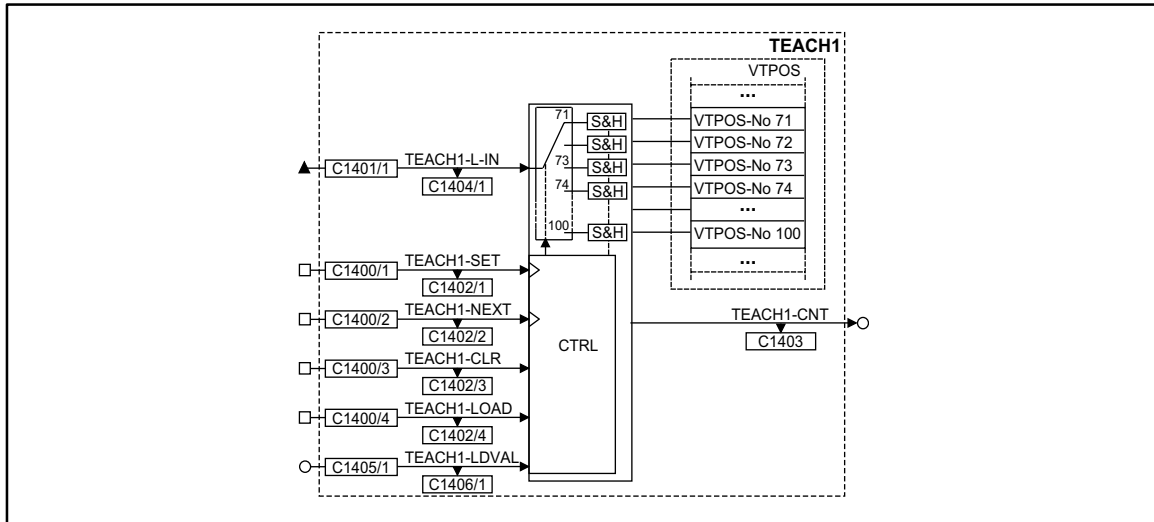 TEACH1
VTPOS
...
71 S&H VTPOS-No 71
S&H VTPOS-No 72
C1401/1 TEACH1-L-IN 73 S&H VTPOS-No 73
C1404/1 74 S&H VTPOS-No 74
...
100 S&H VTPOS-No 100
...
C1400/1 TEACH1-SET
C1402/1
C1400/2 TEACH1-NEXT
C1402/2
TEACH1-CNT
C1403
CTRL
C1400/3 TEACH1-CLR
C1402/3
C1400/4 TEACH1-LOAD
C1402/4
C1405/1 TEACH1-LDVAL
C1406/1